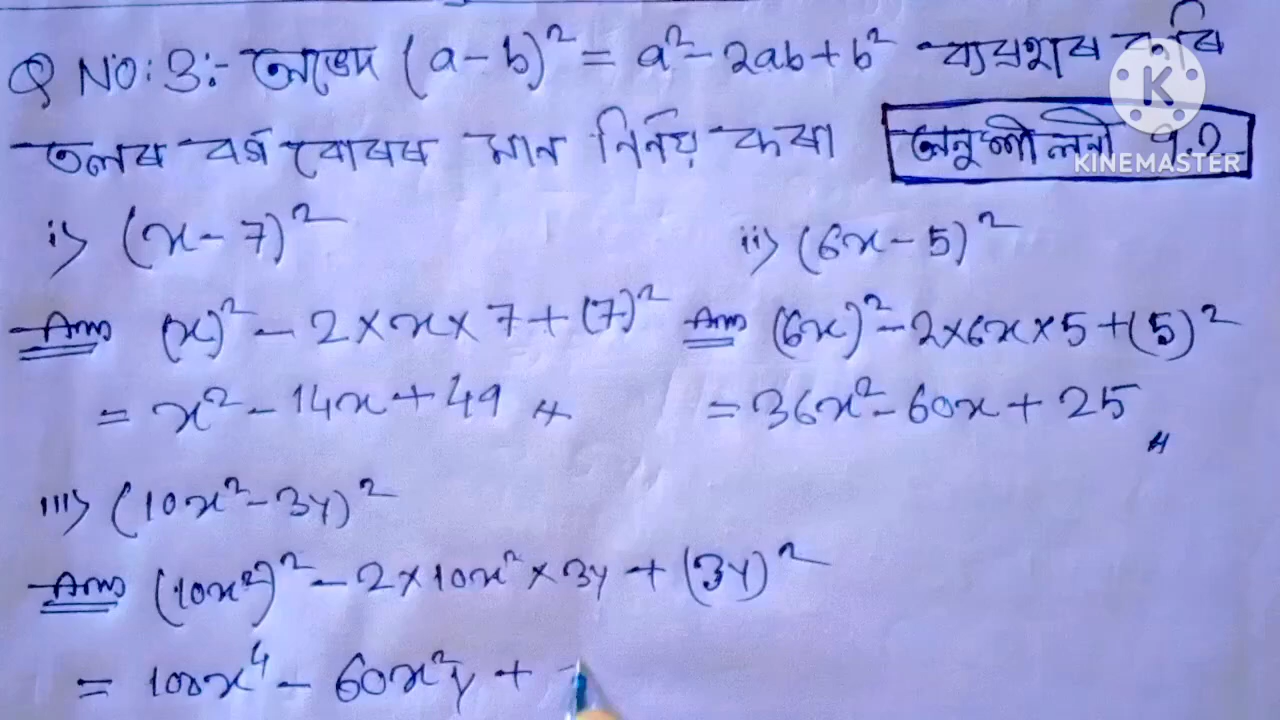 Q NO: 3:- অভেদ (a - b)² = a² - 2ab + b² ব্যৱহাৰ কৰি
তলৰ বৰ্গ বোৰৰ মান নিৰ্নয় কৰা অনুশীলনী 9.2
K
KINEMASTER
i> (x - 7)² ii> (6x - 5)²
Ans (x)² - 2 × x × 7 + (7)² Ans (6x)² - 2×6x×5 + (5)²
= x² - 14x + 49 = 36x² - 60x + 25
iii> (10x² - 3y)²
Ans (10x²)² - 2×10x² × 3y + (3y)²
= 100x⁴ - 60x²y +